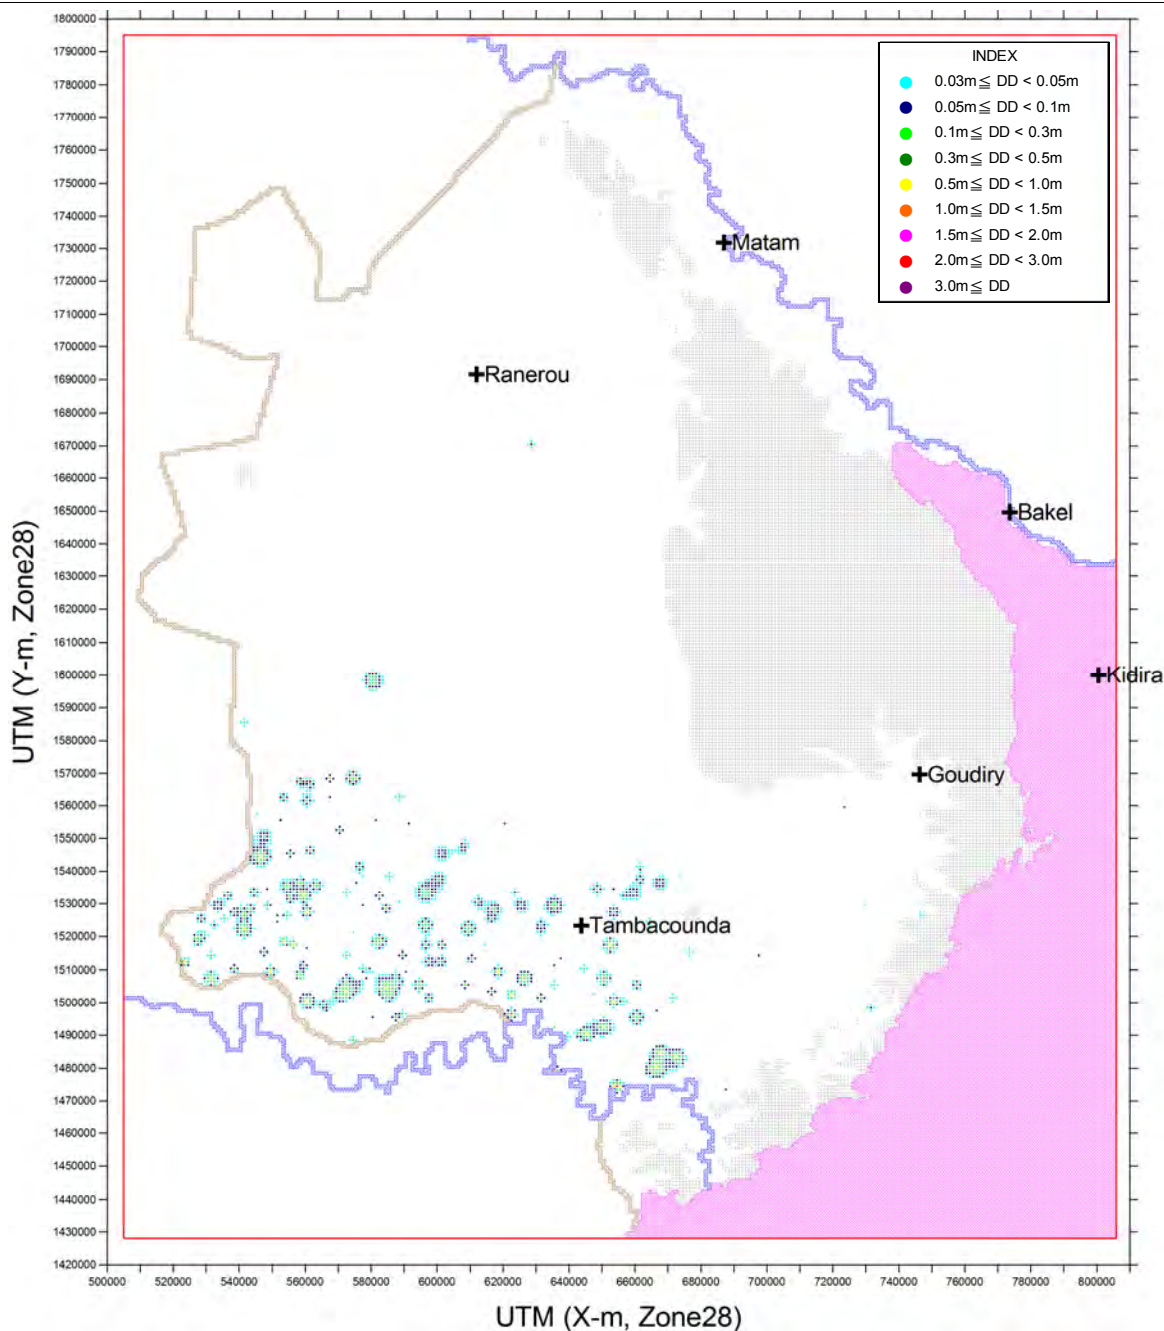 INDEX
0.03m≦ DD < 0.05m
0.05m≦ DD < 0.1m
0.1m≦ DD < 0.3m
0.3m≦ DD < 0.5m
0.5m≦ DD < 1.0m
1.0m≦ DD < 1.5m
1.5m≦ DD < 2.0m
2.0m≦ DD < 3.0m
3.0m≦ DD
Matam
Ranerou
Bakel
Kidira
Goudiry
Tambacounda
UTM (Y-m, Zone28)
1800000
1790000
1780000
1770000
1760000
1750000
1740000
1730000
1720000
1710000
1700000
1690000
1680000
1670000
1660000
1650000
1640000
1630000
1620000
1610000
1600000
1590000
1580000
1570000
1560000
1550000
1540000
1530000
1520000
1510000
1500000
1490000
1480000
1470000
1460000
1450000
1440000
1430000
1420000
500000 520000 540000 560000 580000 600000 620000 640000 660000 680000 700000 720000 740000 760000 780000 800000
UTM (X-m, Zone28)